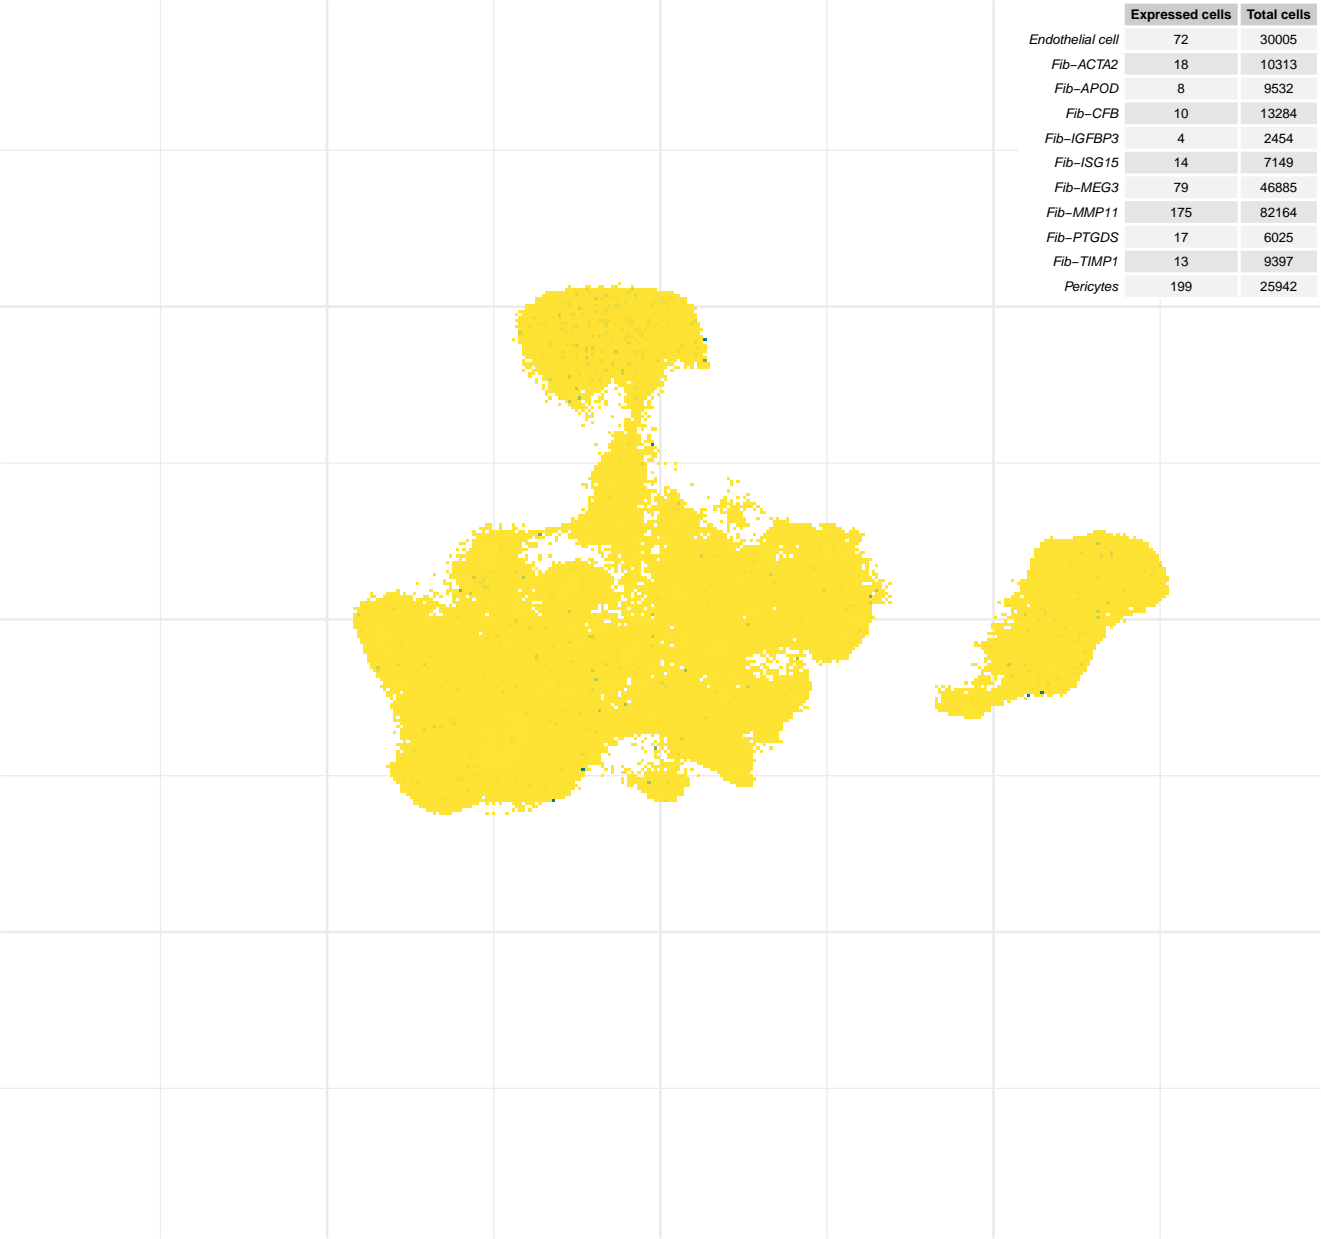 Expressed cells Total cells
Endothelial cell 72 30005
Fib−ACTA2 18 10313
Fib−APOD 8 9532
Fib−CFB 10 13284
Fib−IGFBP3 4 2454
Fib−ISG15 14 7149
Fib−MEG3 79 46885
Fib−MMP11 175 82164
Fib−PTGDS 17 6025
Fib−TIMP1 13 9397
Pericytes 199 25942